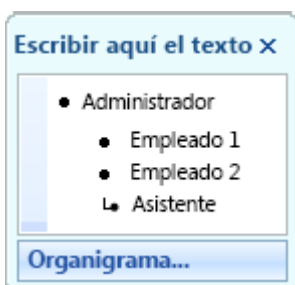 Escribir aquí el texto ×
• Administrador
• Empleado 1
• Empleado 2
Asistente
Organigrama...